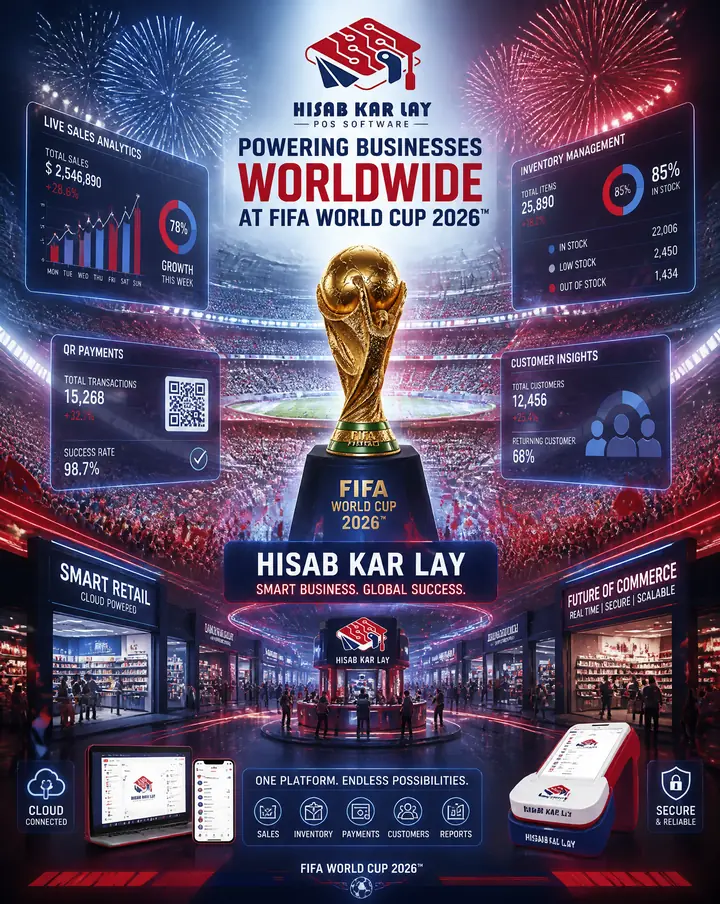 HISAB KAR LAY
POS SOFTWARE
POWERING BUSINESSES
WORLDWIDE
AT FIFA WORLD CUP 2026™
LIVE SALES ANALYTICS
TOTAL SALES
$ 2,546,890
+28.6%
MON TUE WED THU FRI SAT SUN
78%
GROWTH
THIS WEEK
INVENTORY MANAGEMENT
TOTAL ITEMS
25,890
85%
85%
IN STOCK
IN STOCK 22,006
LOW STOCK 2,450
OUT OF STOCK 1,434
QR PAYMENTS
TOTAL TRANSACTIONS
15,268
SUCCESS RATE
98.7%
CUSTOMER INSIGHTS
TOTAL CUSTOMERS
12,456
RETURNING CUSTOMER
68%
FIFA
WORLD CUP
2026™
HISAB KAR LAY
SMART BUSINESS. GLOBAL SUCCESS.
SMART RETAIL
CLOUD POWERED
FUTURE OF COMMERCE
REAL TIME | SECURE | SCALABLE
HISAB KAR LAY
CLOUD
CONNECTED
HISAB KAR LAY
ONE PLATFORM. ENDLESS POSSIBILITIES.
SALES INVENTORY PAYMENTS CUSTOMERS REPORTS
SECURE
& RELIABLE
FIFA WORLD CUP 2026™